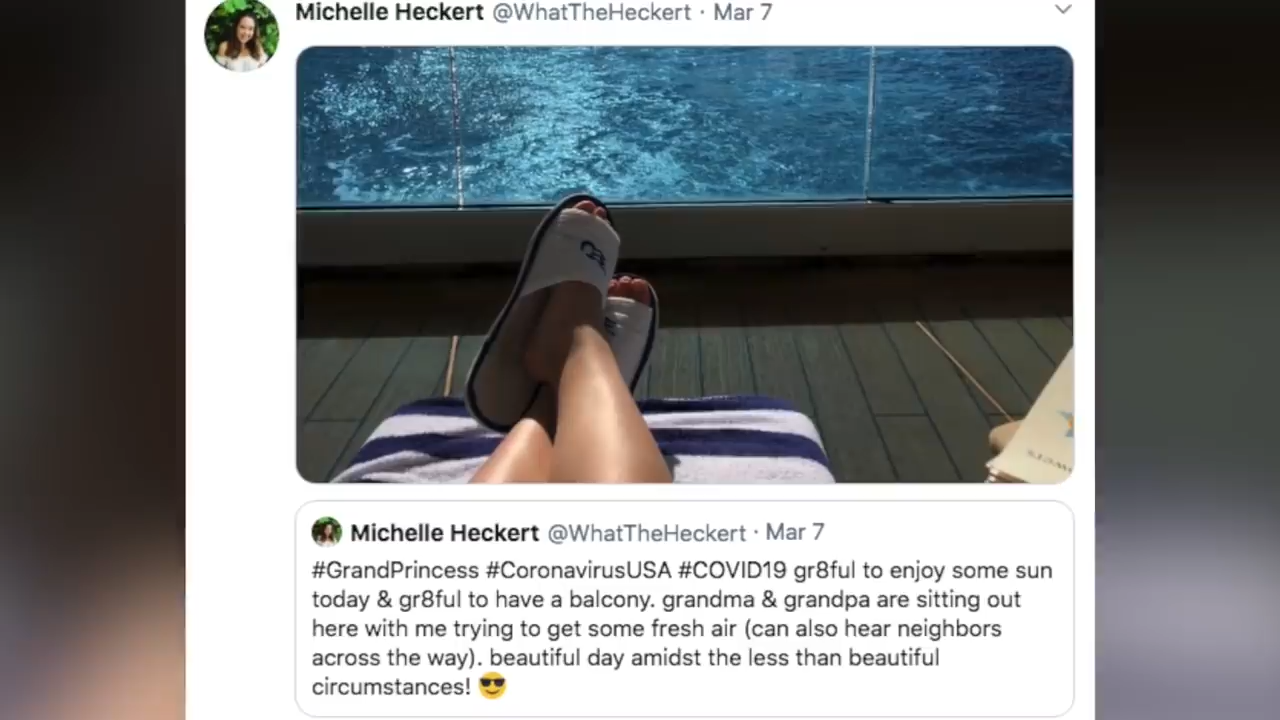 Michelle Heckert @WhatTheHeckert · Mar 7
Michelle Heckert @WhatTheHeckert · Mar 7
#GrandPrincess #CoronavirusUSA #COVID19 gr8ful to enjoy some sun
today & gr8ful to have a balcony. grandma & grandpa are sitting out
here with me trying to get some fresh air (can also hear neighbors
across the way). beautiful day amidst the less than beautiful
circumstances! 😎